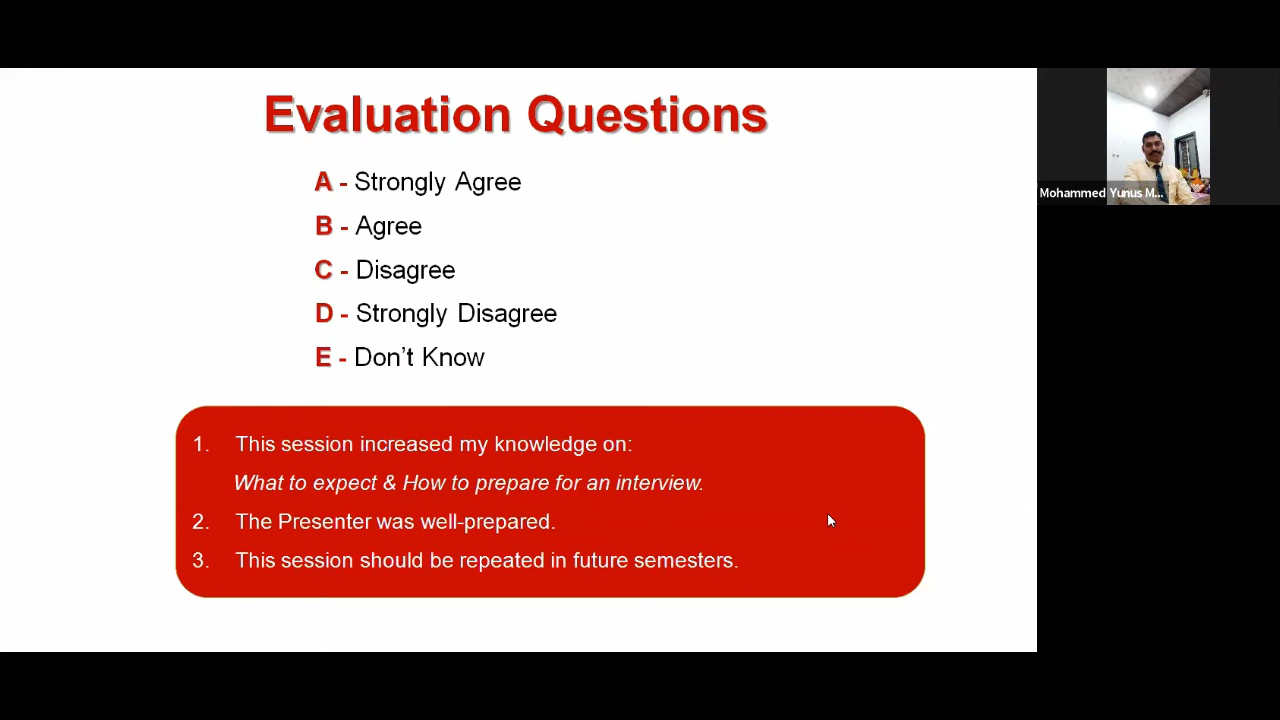 Evaluation Questions
A - Strongly Agree
B - Agree
C - Disagree
D - Strongly Disagree
E - Don’t Know
1. This session increased my knowledge on:
What to expect & How to prepare for an interview.
2. The Presenter was well-prepared.
3. This session should be repeated in future semesters.
Mohammed Yunus M...